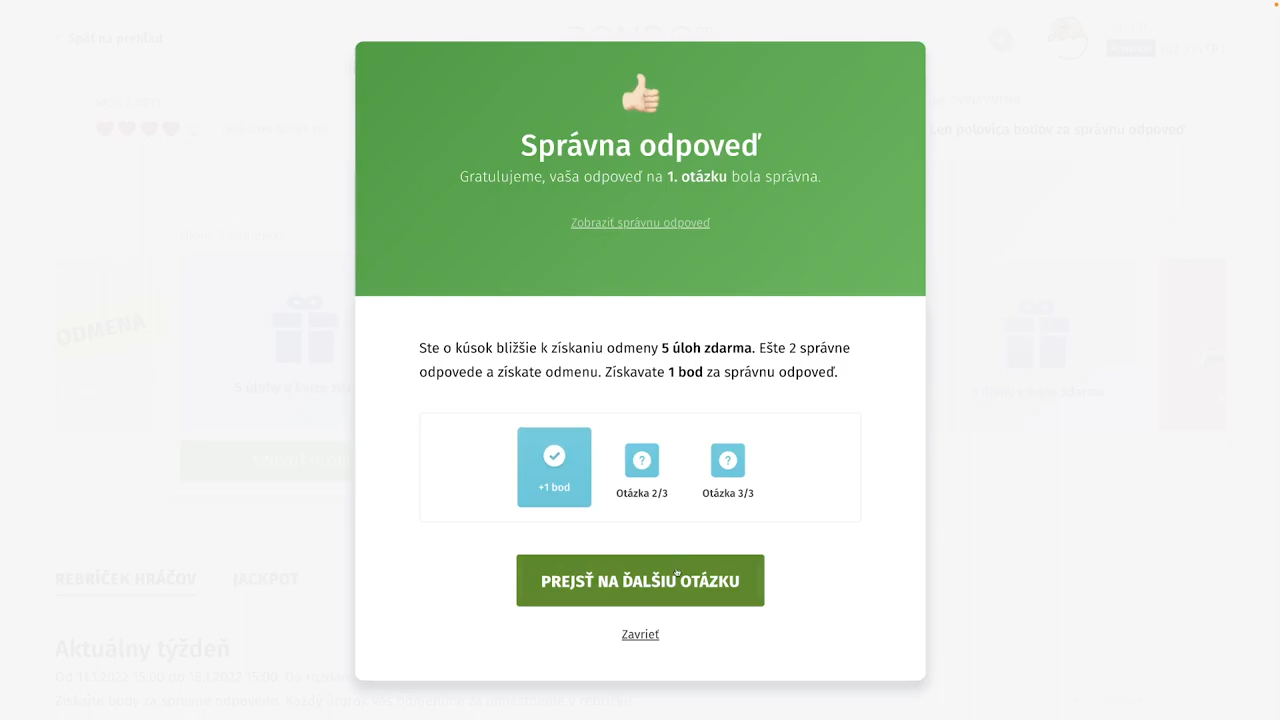 Späť na prehľad
Správna odpoveď
Gratulujeme, vaša odpoveď na 1. otázku bola správna.
Len polovica bodov za správnu odpoveď
Zobraziť správnu odpoveď
ODMENA
Ste o kúsok bližšie k získaniu odmeny 5 úloh zdarma. Ešte 2 správne
odpovede a získate odmenu. Získavate 1 bod za správnu odpoveď.
+1 bod
Otázka 2/3
Otázka 3/3
PREJSŤ NA ĎALŠIU OTÁZKU
REBRÍČEK HRÁČOV
JACKPOT
Zavrieť
Aktuálny týždeň